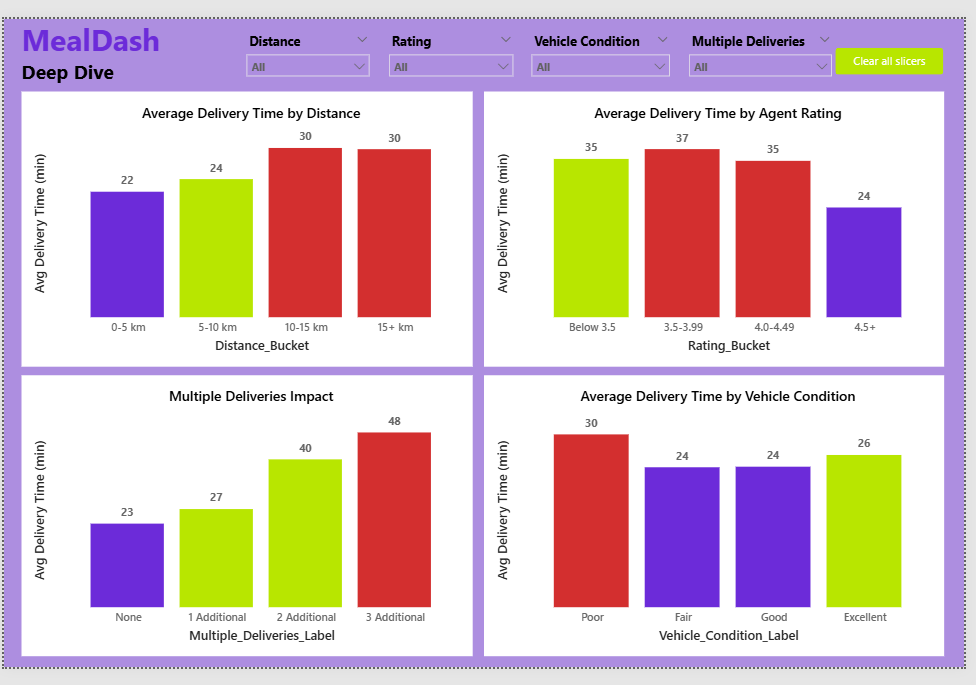 MealDash
Deep Dive
Distance
All
Rating
All
Vehicle Condition
All
Multiple Deliveries
All
Clear all slicers
Average Delivery Time by Distance
Avg Delivery Time (min)
22
24
30
30
0-5 km
5-10 km
10-15 km
15+ km
Distance_Bucket
Average Delivery Time by Agent Rating
Avg Delivery Time (min)
35
37
35
24
Below 3.5
3.5-3.99
4.0-4.49
4.5+
Rating_Bucket
Multiple Deliveries Impact
Avg Delivery Time (min)
23
27
40
48
None
1 Additional
2 Additional
3 Additional
Multiple_Deliveries_Label
Average Delivery Time by Vehicle Condition
Avg Delivery Time (min)
30
24
24
26
Poor
Fair
Good
Excellent
Vehicle_Condition_Label